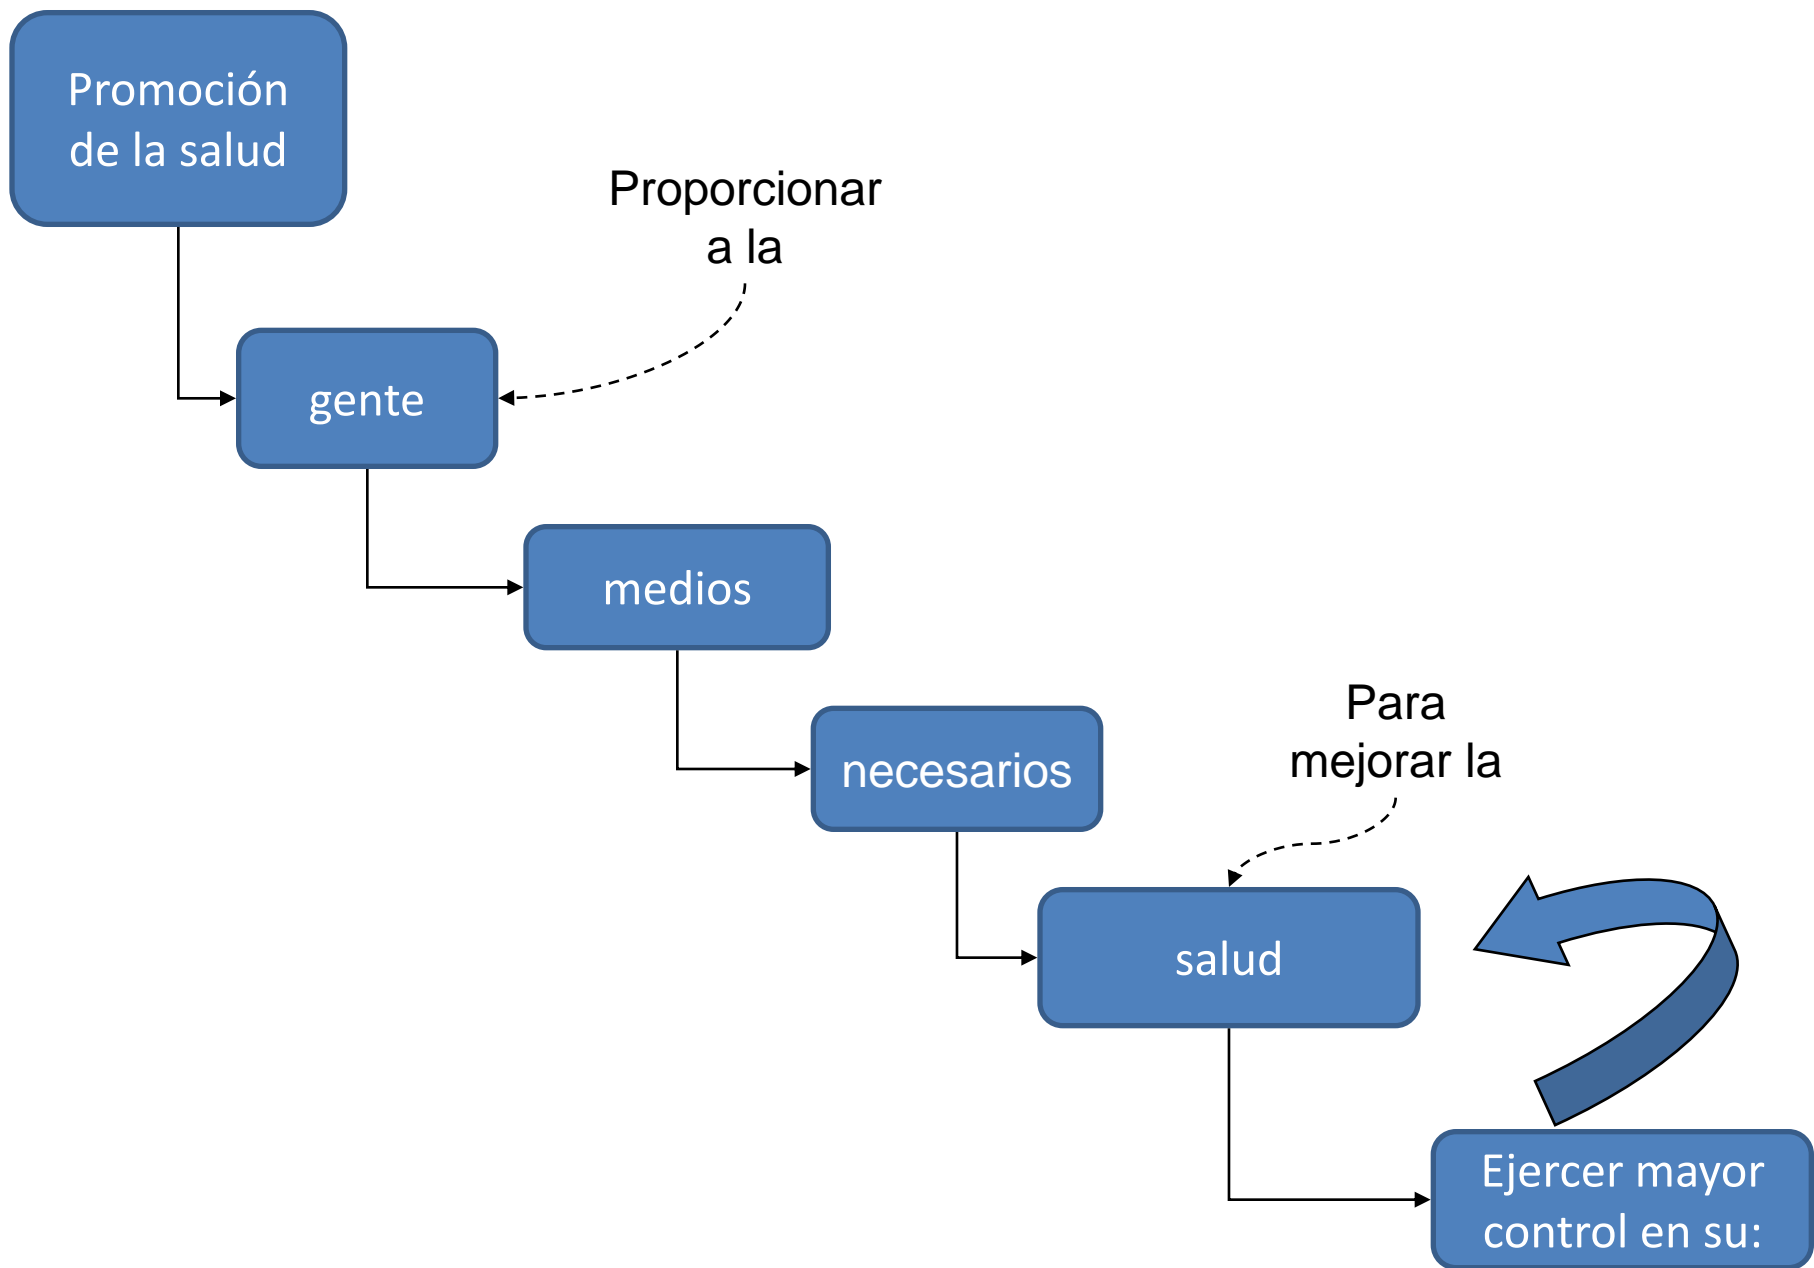 Promoción
de la salud
Proporcionar
a la
gente
medios
Para
mejorar la
necesarios
salud
Ejercer mayor
control en su: